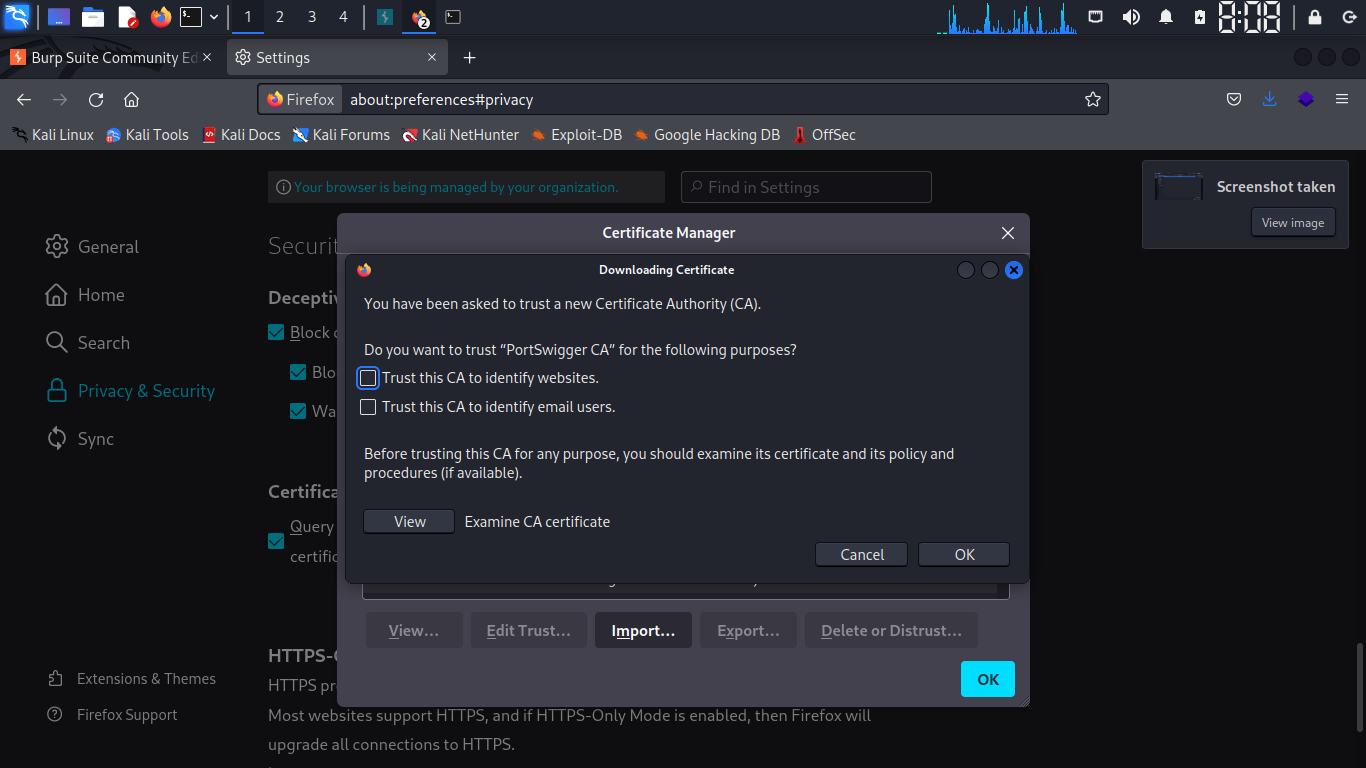 1 2 3 4 2 8:08
Burp Suite Community Ed
Settings
Firefox about:preferences#privacy
Kali Linux Kali Tools Kali Docs Kali Forums Kali NetHunter Exploit-DB Google Hacking DB OffSec
Your browser is being managed by your organization.
Find in Settings
Screenshot taken
View image
General
Home
Search
Privacy & Security
Sync
Extensions & Themes
Firefox Support
Certificate Manager
Downloading Certificate
You have been asked to trust a new Certificate Authority (CA).
Do you want to trust “PortSwigger CA” for the following purposes?
Trust this CA to identify websites.
Trust this CA to identify email users.
Before trusting this CA for any purpose, you should examine its certificate and its policy and
procedures (if available).
View Examine CA certificate
Cancel OK
View… Edit Trust… Import… Export… Delete or Distrust…
OK
Securit
Deceptiv
Block
Blo
Wa
Certifica
Query
certific
HTTPS-
HTTPS pr
Most websites support HTTPS, and if HTTPS-Only Mode is enabled, then Firefox will
upgrade all connections to HTTPS.